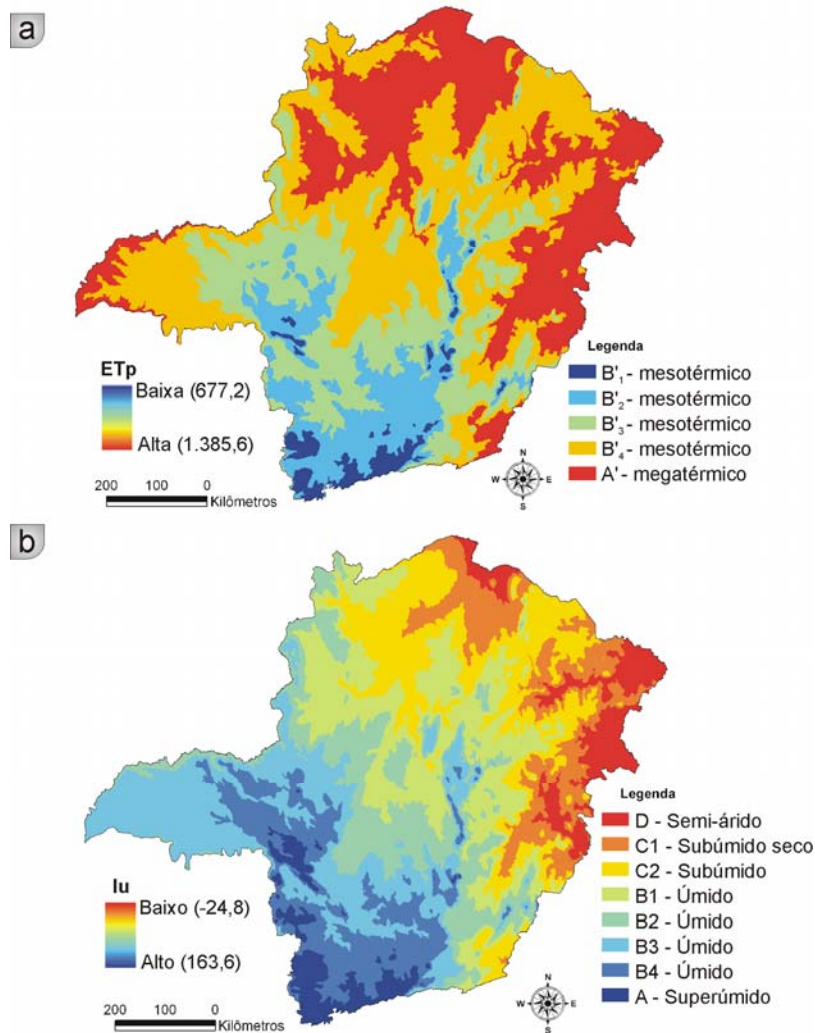 a
ETp
Baixa (677,2)
Alta (1.385,6)
200 100 0
Kilômetros
Legenda
B'1 - mesotérmico
B'2 - mesotérmico
B'3 - mesotérmico
B'4 - mesotérmico
A' - megatérmico
N
W E
S
b
Iu
Baixo (-24,8)
Alto (163,6)
200 100 0
Kilômetros
Legenda
D - Semi-árido
C1 - Subúmido seco
C2 - Subúmido
B1 - Úmido
B2 - Úmido
B3 - Úmido
B4 - Úmido
A - Superúmido
N
W E
S